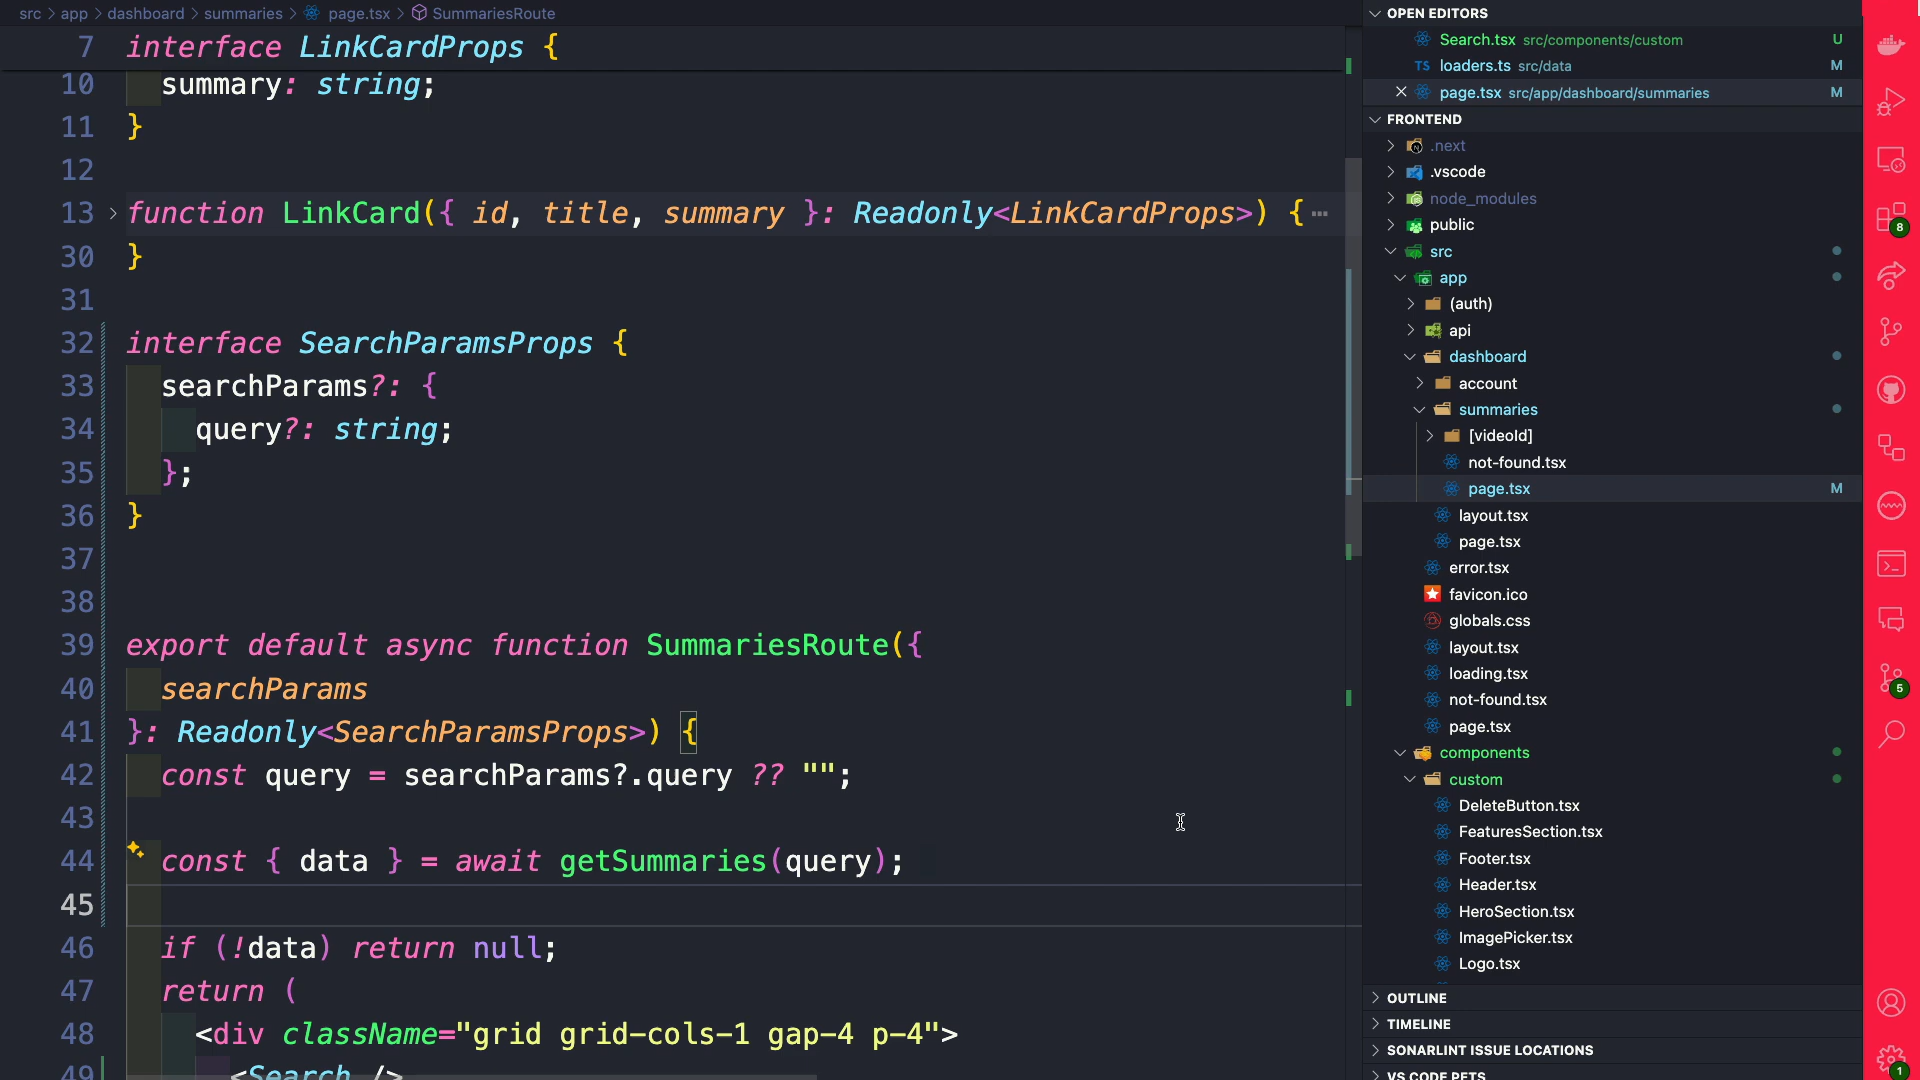 src > app > dashboard > summaries > page.tsx > SummariesRoute
7 interface LinkCardProps {
10 summary: string;
11 }
12
13 function LinkCard({ id, title, summary }: Readonly<LinkCardProps>) {⋯
30 }
31
32 interface SearchParamsProps {
33 searchParams?: {
34 query?: string;
35 };
36 }
37
38
39 export default async function SummariesRoute({
40 searchParams
41 }: Readonly<SearchParamsProps>) {
42 const query = searchParams?.query ?? "";
43
44 const { data } = await getSummaries(query);
45
46 if (!data) return null;
47 return (
48 <div className="grid grid-cols-1 gap-4 p-4">
49 <Search />
OPEN EDITORS
Search.tsx src/components/custom U
TS loaders.ts src/data M
page.tsx src/app/dashboard/summaries M
FRONTEND
.next
.vscode
node_modules
public
src
app
(auth)
api
dashboard
account
summaries
[videoId]
not-found.tsx
page.tsx M
layout.tsx
page.tsx
error.tsx
favicon.ico
globals.css
layout.tsx
loading.tsx
not-found.tsx
page.tsx
components
custom
DeleteButton.tsx
FeaturesSection.tsx
Footer.tsx
Header.tsx
HeroSection.tsx
ImagePicker.tsx
Logo.tsx
OUTLINE
TIMELINE
SONARLINT ISSUE LOCATIONS
VS CODE PETS
8
5
1